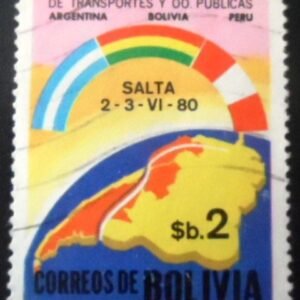 DE TRANSPORTES Y OO. PUBLICAS
ARGENTINA BOLIVIA PERU
SALTA
2-3-VI-80
$b.2
CORREOS DE BOLIVIA